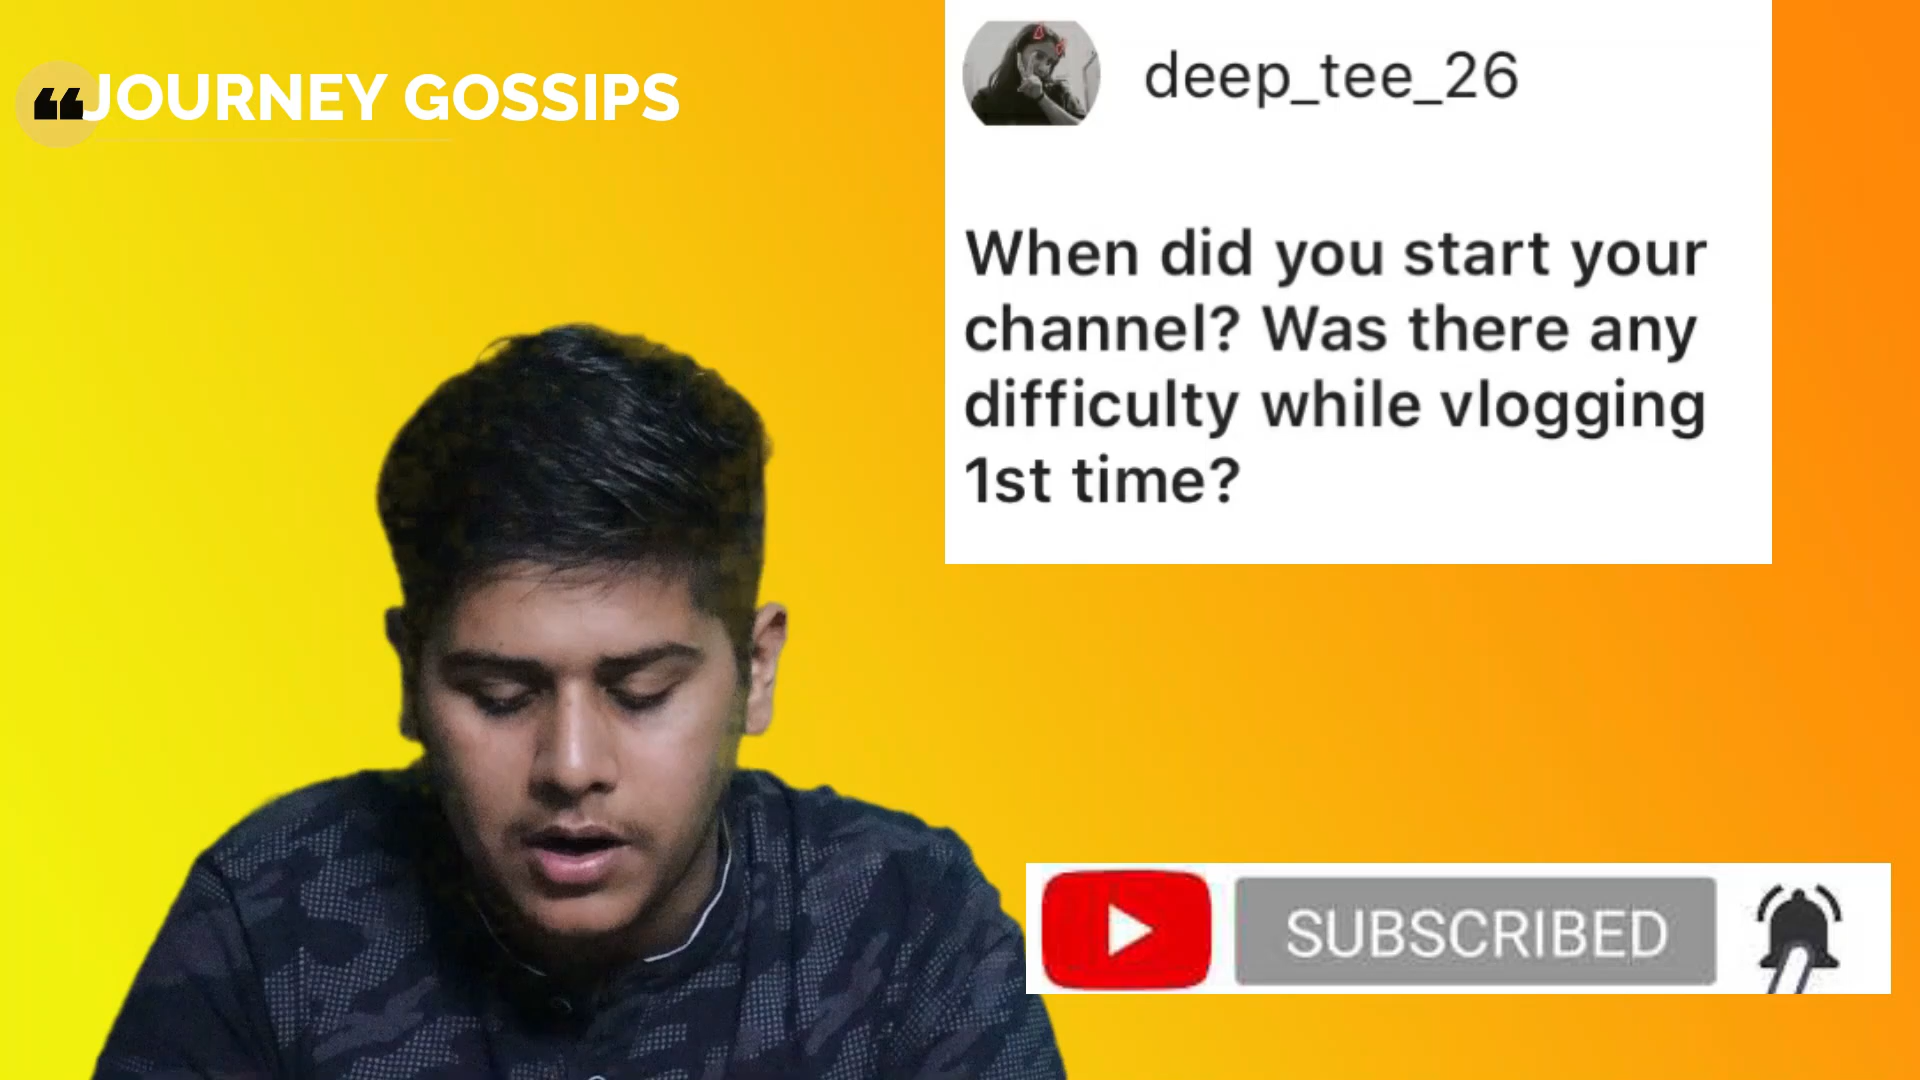 ❝JOURNEY GOSSIPS
deep_tee_26
When did you start your
channel? Was there any
difficulty while vlogging
1st time?
SUBSCRIBED